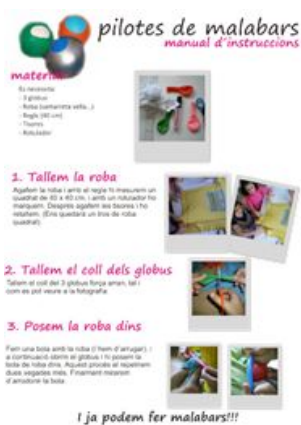 pilotes de malabars
manual d'instruccions
material
Es necessita:
- 3 globus
- Roba (samarreta vella...)
- Regle (40 cm)
- Tisores
- Rotulador
1. Tallem la roba
Agafem la roba i amb el regle hi mesurem un
quadrat de 40 x 40 cm, i amb un rotulador ho
marquem. Després agafem les tisores i ho
retallem. (Ens quedarà un tros de roba
quadrat).
2. Tallem el coll dels globus
Tallem el coll del 3 globus força arran, tal i
com es pot veure a la fotografia
3. Posem la roba dins
Fem una bola amb la roba (l'hem d'arrugar), i
a continuació obrim el globus i hi posem la
bola de roba dins. Aquest procés el repetirem
dues vegades més. Finalment mirarem
d'arrodonir la bola.
I ja podem fer malabars!!!